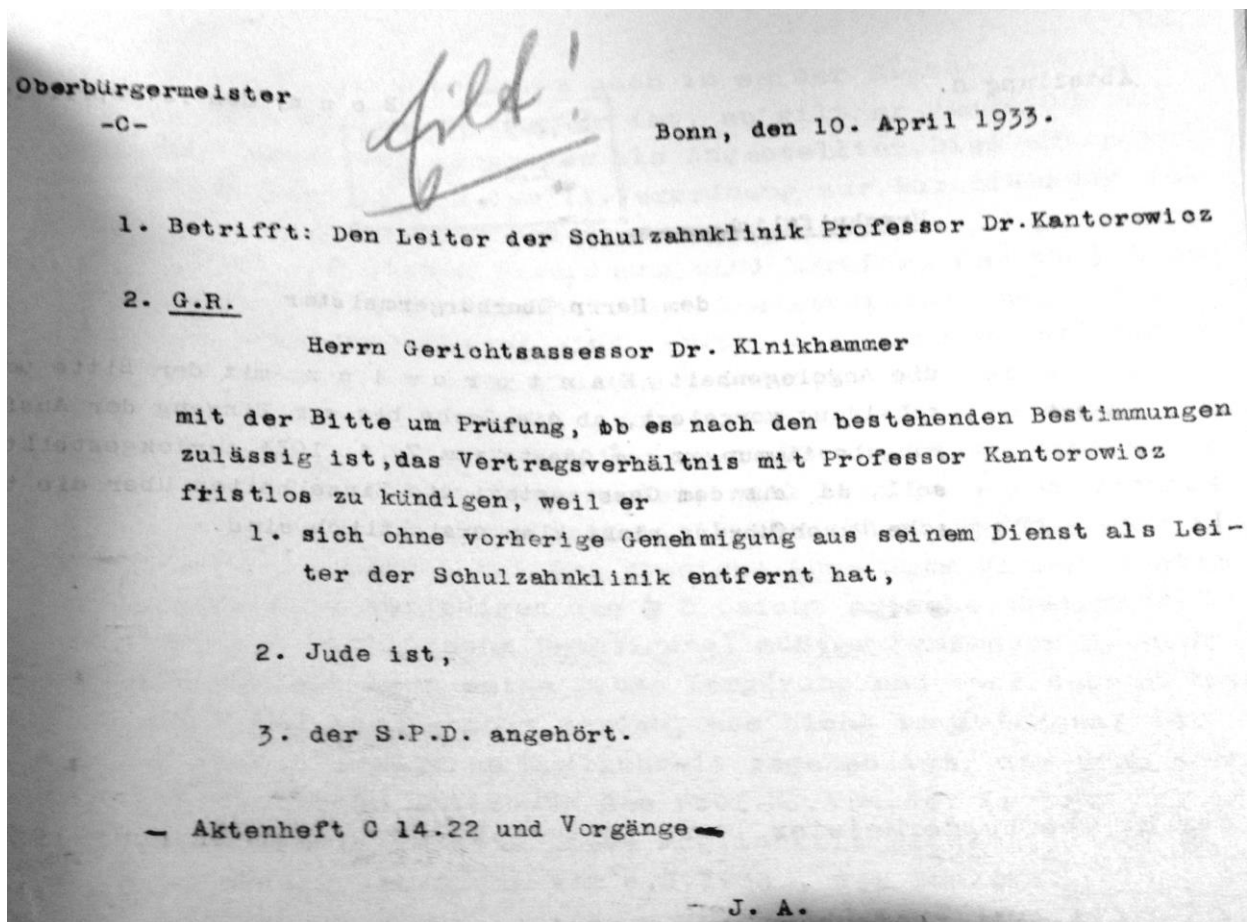 Oberbürgermeister
-C-
Eilt!
Bonn, den 10. April 1933.
1. Betrifft: Den Leiter der Schulzahnklinik Professor Dr.Kantorowicz
2. G.R.
Herrn Gerichtsassessor Dr. Klnikhammer
mit der Bitte um Prüfung, ob es nach den bestehenden Bestimmungen
zulässig ist,das Vertragsverhältnis mit Professor Kantorowicz
fristlos zu kündigen, weil er
1. sich ohne vorherige Genehmigung aus seinem Dienst als Lei-
ter der Schulzahnklinik entfernt hat,
2. Jude ist,
3. der S.P.D. angehört.
- Aktenheft C 14.22 und Vorgänge-
J. A.